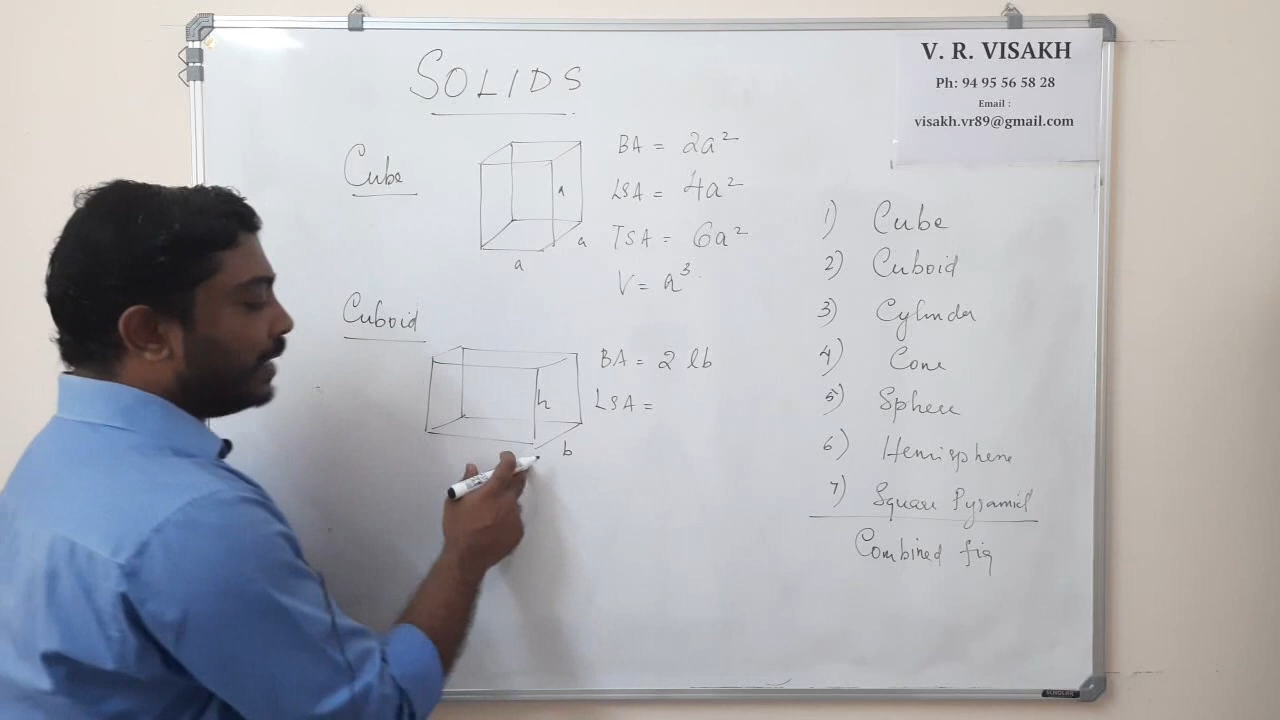 SOLIDS
V. R. VISAKH
Ph: 94 95 56 58 28
Email :
visakh.vr89@gmail.com
Cube
a
a
a
BA = 2a²
LSA = 4a²
TSA = 6a²
V = a³
Cuboid
h
b
BA = 2 lb
LSA =
1) Cube
2) Cuboid
3) Cylinder
4) Cone
5) Sphere
6) Hemisphere
7) Square Pyramid
Combined fig
SCHOLAR